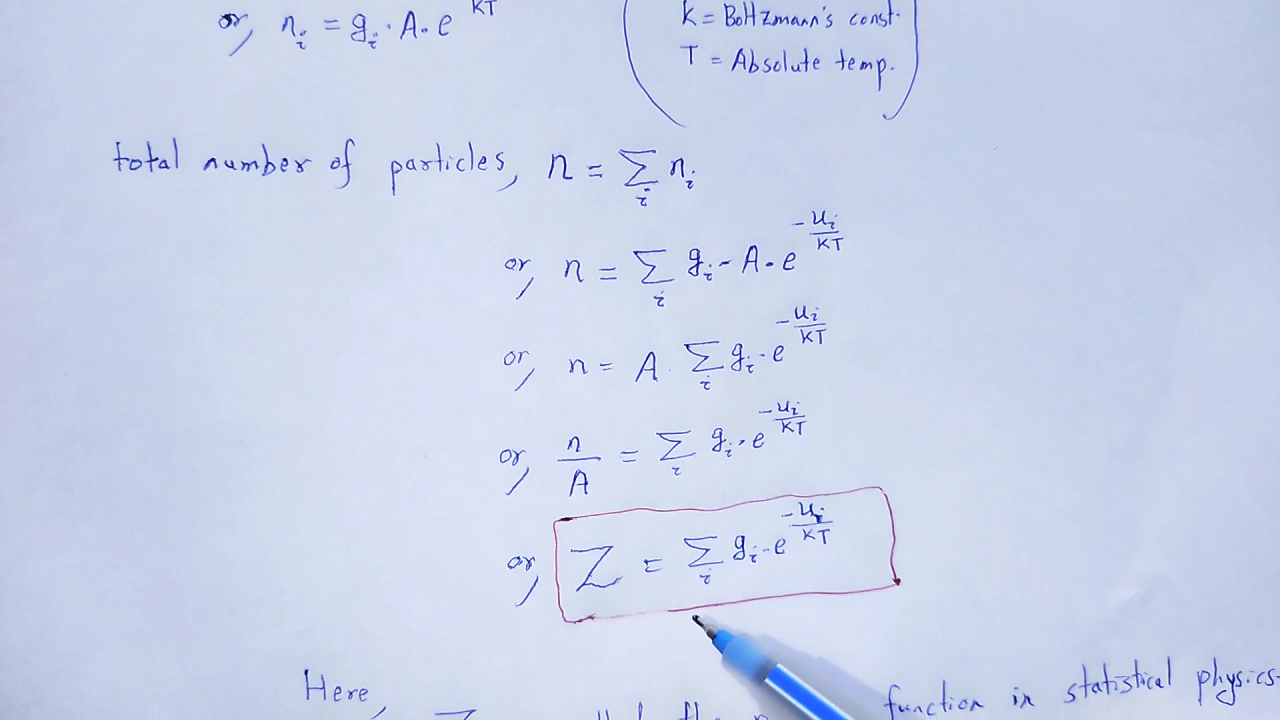 or, nᵢ = gᵢ · A · e KT
K = Boltzmann's const.
T = Absolute temp.
total number of particles, n = Σᵢ nᵢ
or, n = Σᵢ gᵢ · A · e^(-uᵢ/KT)
or, n = A · Σᵢ gᵢ · e^(-uᵢ/KT)
or, n/A = Σᵢ gᵢ · e^(-uᵢ/KT)
or, Z = Σᵢ gᵢ · e^(-uᵢ/KT)
Here,
function in statistical physics.